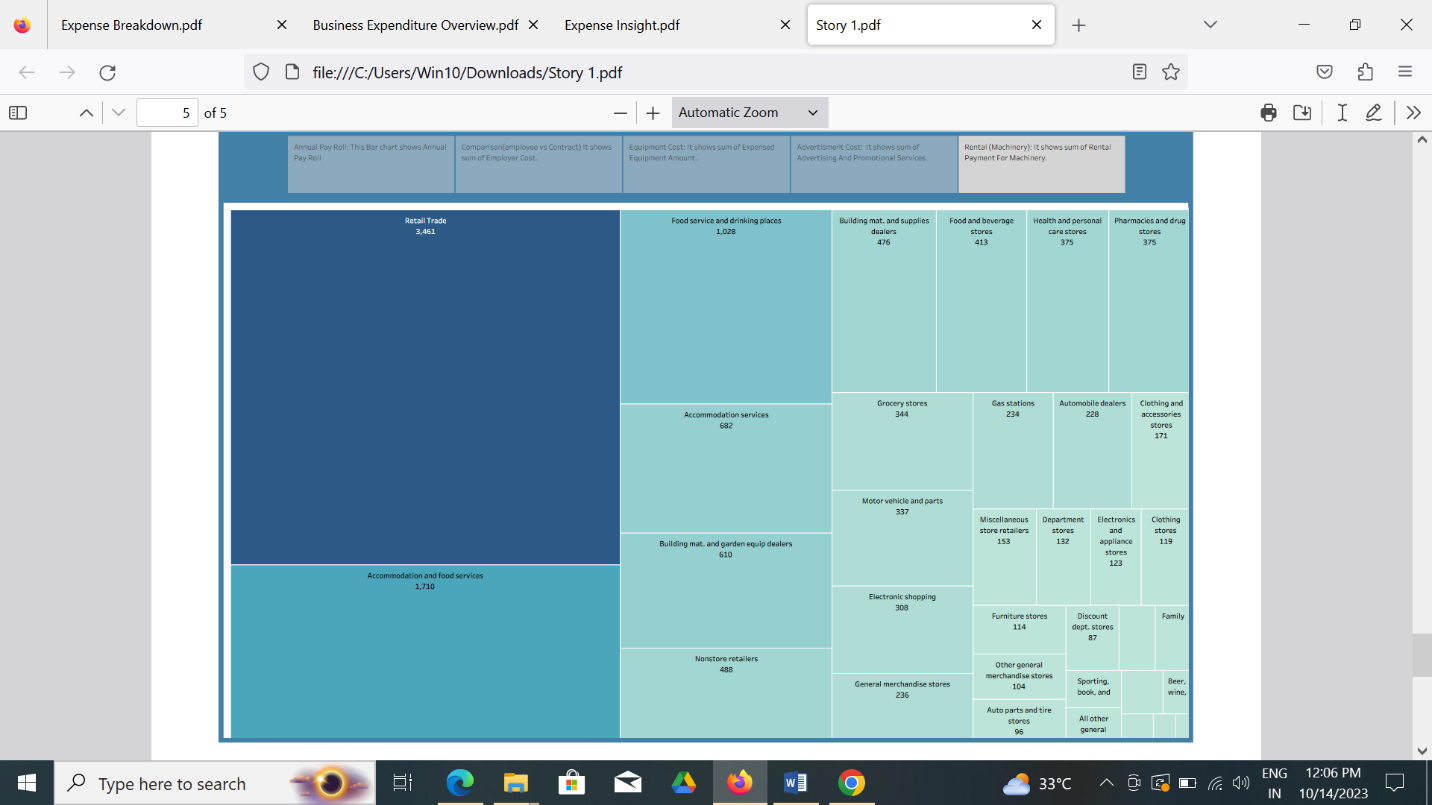 Expense Breakdown.pdf
Business Expenditure Overview.pdf
Expense Insight.pdf
Story 1.pdf
file:///C:/Users/Win10/Downloads/Story 1.pdf
5 of 5
Automatic Zoom
Annual Pay Roll: This Bar chart shows Annual
Pay Roll
Comparison(employee vs Contract) It shows
sum of Employer Cost.
Equipment Cost: It shows sum of Expensed
Equipment Amount.
Advertisment Cost: It shows sum of
Advertising And Promotional Services.
Rental (Machinery): It shows sum of Rental
Payment For Machinery.
Retail Trade
3,461
Accommodation and food services
1,710
Food service and drinking places
1,028
Accommodation services
682
Building mat. and garden equip dealers
610
Nonstore retailers
488
Building mat. and supplies
dealers
476
Food and beverage
stores
413
Health and personal
care stores
375
Pharmacies and drug
stores
375
Grocery stores
344
Motor vehicle and parts
337
Electronic shopping
308
General merchandise stores
236
Gas stations
234
Automobile dealers
228
Clothing and
accessories
stores
171
Miscellaneous
store retailers
153
Department
stores
132
Electronics
and
appliance
stores
123
Clothing
stores
119
Furniture stores
114
Other general
merchandise stores
104
Auto parts and tire
stores
96
Discount
dept. stores
87
Family
Sporting,
book, and
Beer,
wine,
All other
general
Type here to search
33°C
ENG
IN
12:06 PM
10/14/2023